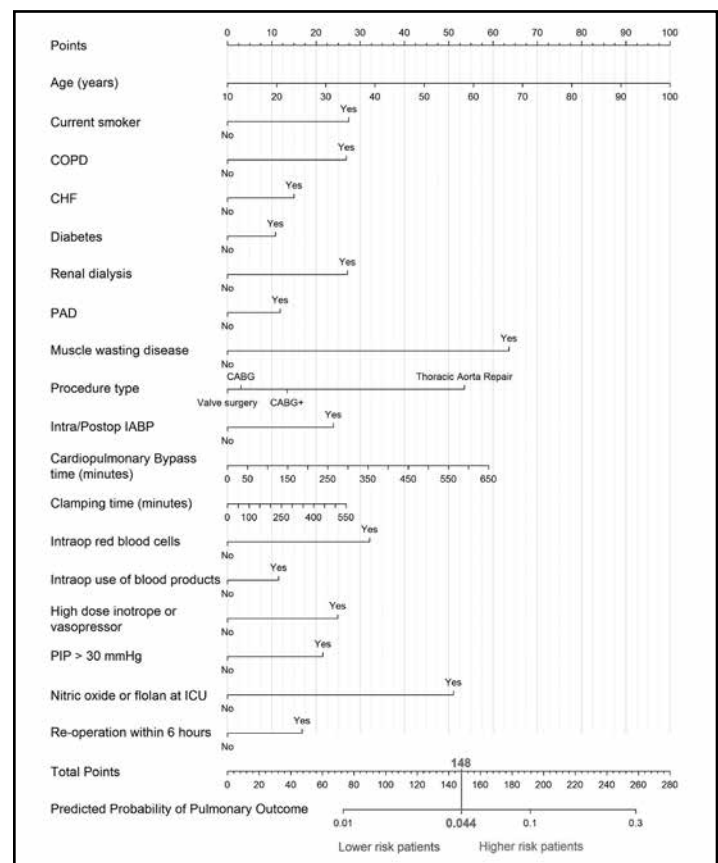 Points
0 10 20 30 40 50 60 70 80 90 100
Age (years)
10 20 30 40 50 60 70 80 90 100
Current smoker
Yes
No
COPD
Yes
No
CHF
Yes
No
Diabetes
Yes
No
Renal dialysis
Yes
No
PAD
Yes
No
Muscle wasting disease
Yes
No
Procedure type
CABG Thoracic Aorta Repair
Valve surgery CABG+
Intra/Postop IABP
Yes
No
Cardiopulmonary Bypass
time (minutes)
0 50 150 250 350 450 550 650
Clamping time (minutes)
0 100 250 400 550
Intraop red blood cells
Yes
No
Intraop use of blood products
Yes
No
High dose inotrope or
vasopressor
Yes
No
PIP > 30 mmHg
Yes
No
Nitric oxide or flolan at ICU
Yes
No
Re-operation within 6 hours
Yes
No
148
Total Points
0 20 40 60 80 100 120 140 160 180 200 220 240 260 280
Predicted Probability of Pulmonary Outcome
0.01 0.044 0.1 0.3
Lower risk patients Higher risk patients